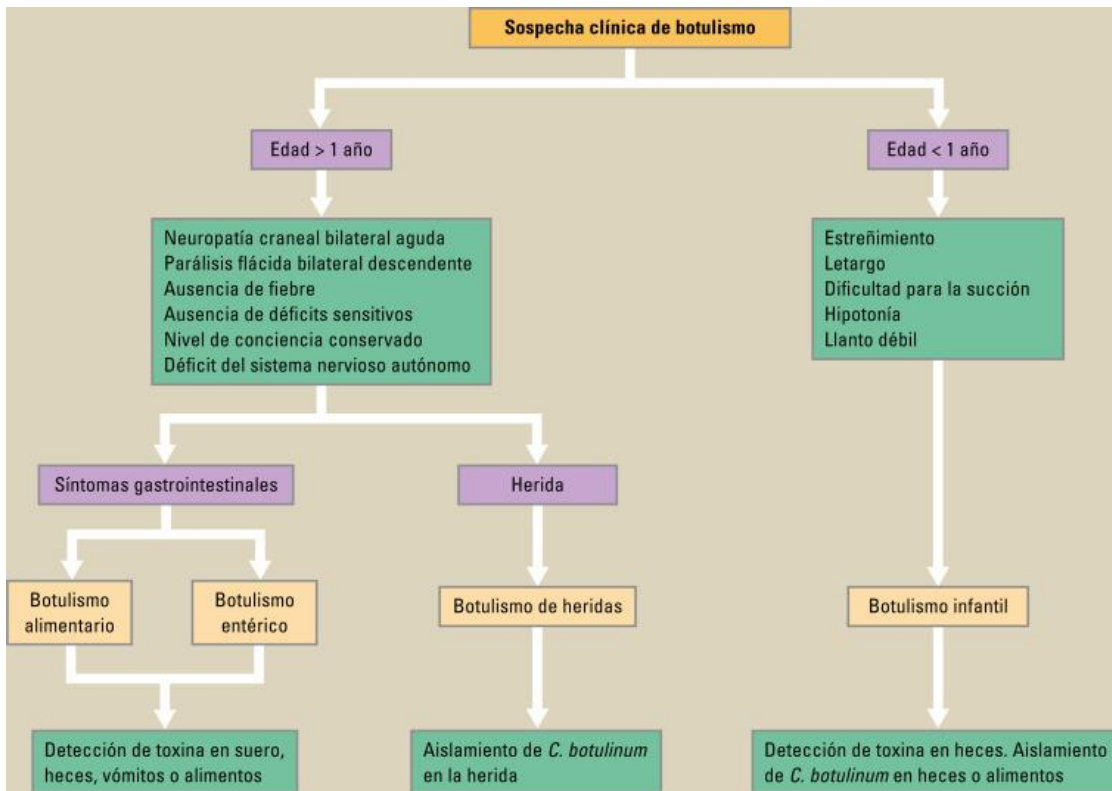 Sospecha clínica de botulismo
Edad > 1 año
Edad < 1 año
Neuropatía craneal bilateral aguda
Parálisis flácida bilateral descendente
Ausencia de fiebre
Ausencia de déficits sensitivos
Nivel de conciencia conservado
Déficit del sistema nervioso autónomo
Estreñimiento
Letargo
Dificultad para la succión
Hipotonía
Llanto débil
Síntomas gastrointestinales
Herida
Botulismo
alimentario
Botulismo
entérico
Botulismo de heridas
Botulismo infantil
Detección de toxina en suero,
heces, vómitos o alimentos
Aislamiento de C. botulinum
en la herida
Detección de toxina en heces. Aislamiento
de C. botulinum en heces o alimentos